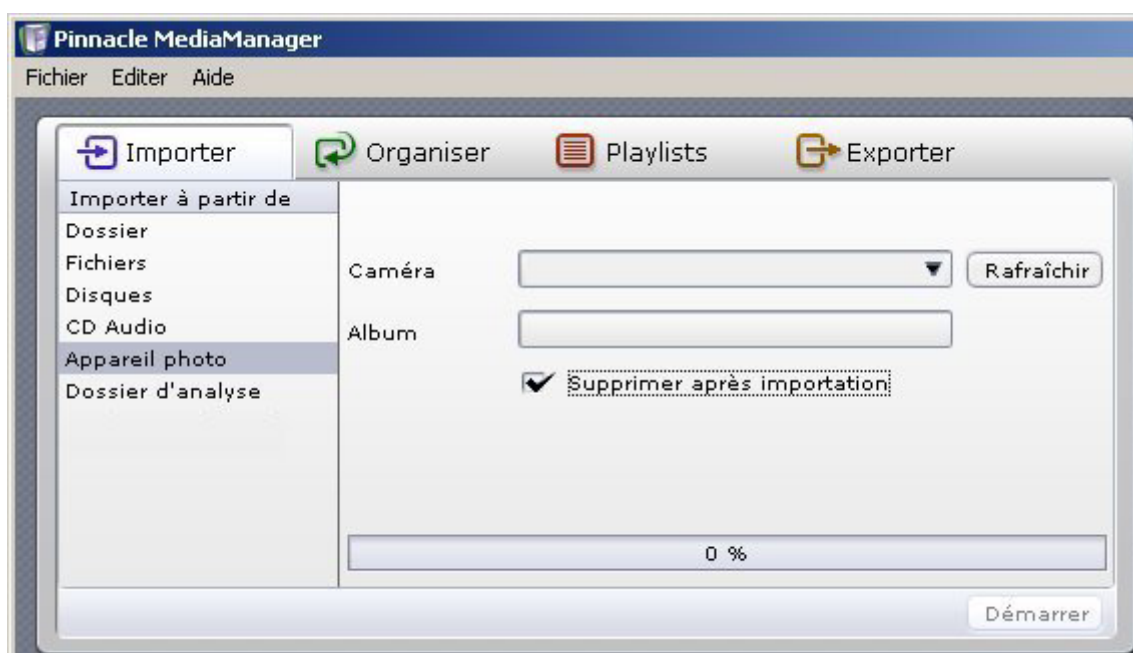 Pinnacle MediaManager
Fichier Editer Aide
Importer Organiser Playlists Exporter
Importer à partir de
Dossier
Fichiers
Disques
CD Audio
Appareil photo
Dossier d'analyse
Caméra Rafraîchir
Album
Supprimer après importation
0 %
Démarrer